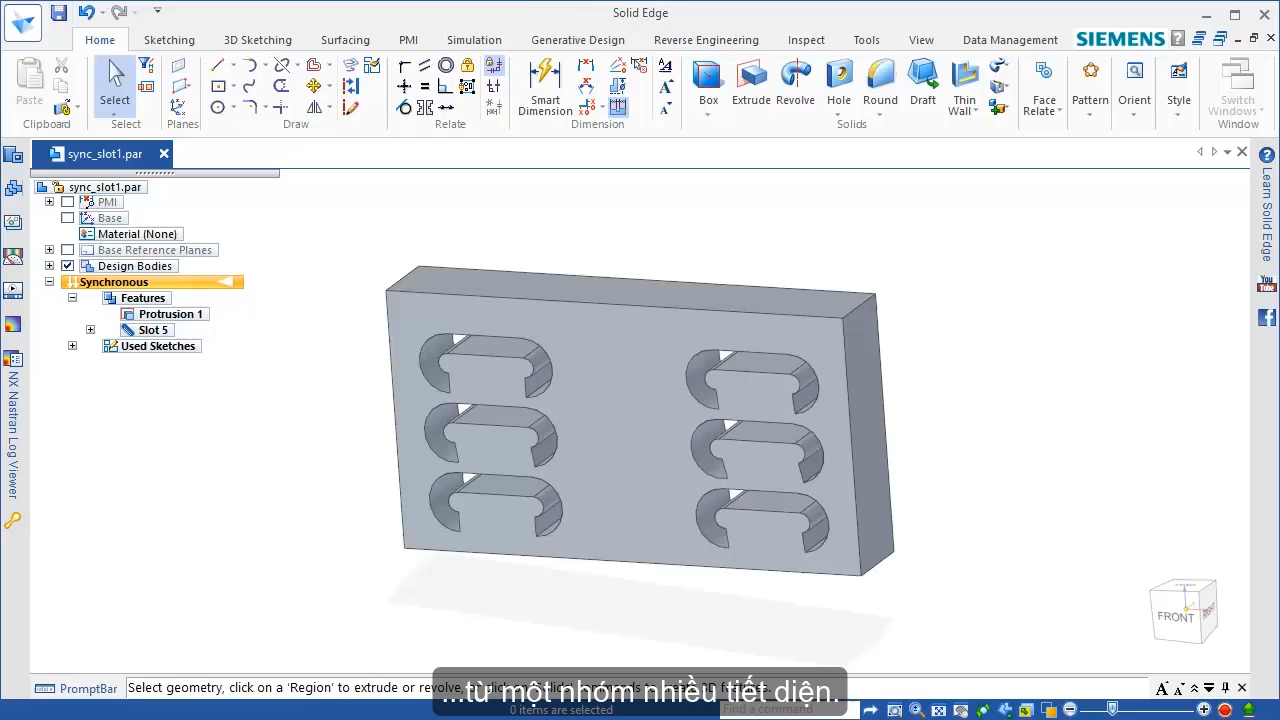 Solid Edge
Home Sketching 3D Sketching Surfacing PMI Simulation Generative Design Reverse Engineering Inspect Tools View Data Management SIEMENS
Paste Select Smart Dimension Box Extrude Revolve Hole Round Draft Thin Wall Face Relate Pattern Orient Style Switch Windows
Clipboard Select Planes Draw Relate Dimension Solids Window
sync_slot1.par
sync_slot1.par
PMI
Base
Material (None)
Base Reference Planes
Design Bodies
Synchronous
Features
Protrusion 1
Slot 5
Used Sketches
NX Nastran Log Viewer
Learn Solid Edge
You Tube
FRONT
RIGHT
PromptBar Select geometry, click on a 'Region' to extrude or revolve,
...từ một nhóm nhiều tiết diện.
0 items are selected Find a command